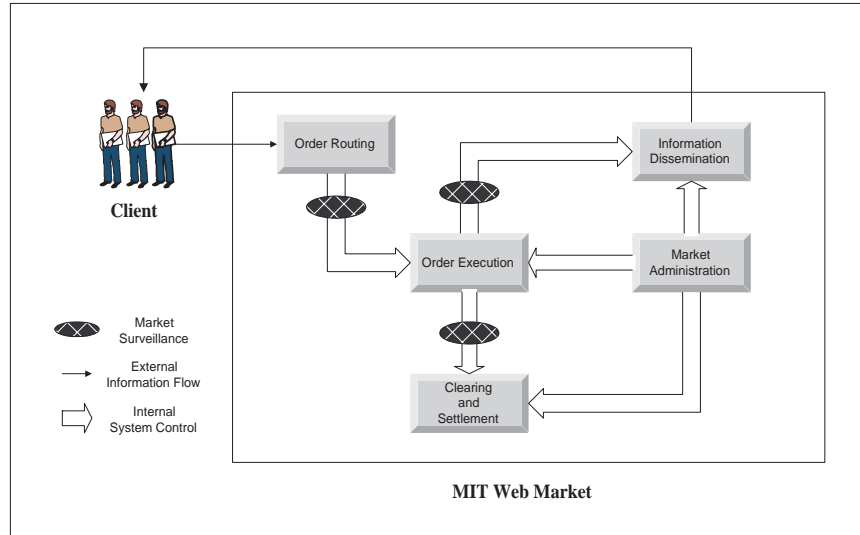 Order Routing
Information
Dissemination
Client
Order Execution
Market
Administration
Market
Surveillance
External
Information Flow
Internal
System Control
Clearing
and
Settlement
MIT Web Market